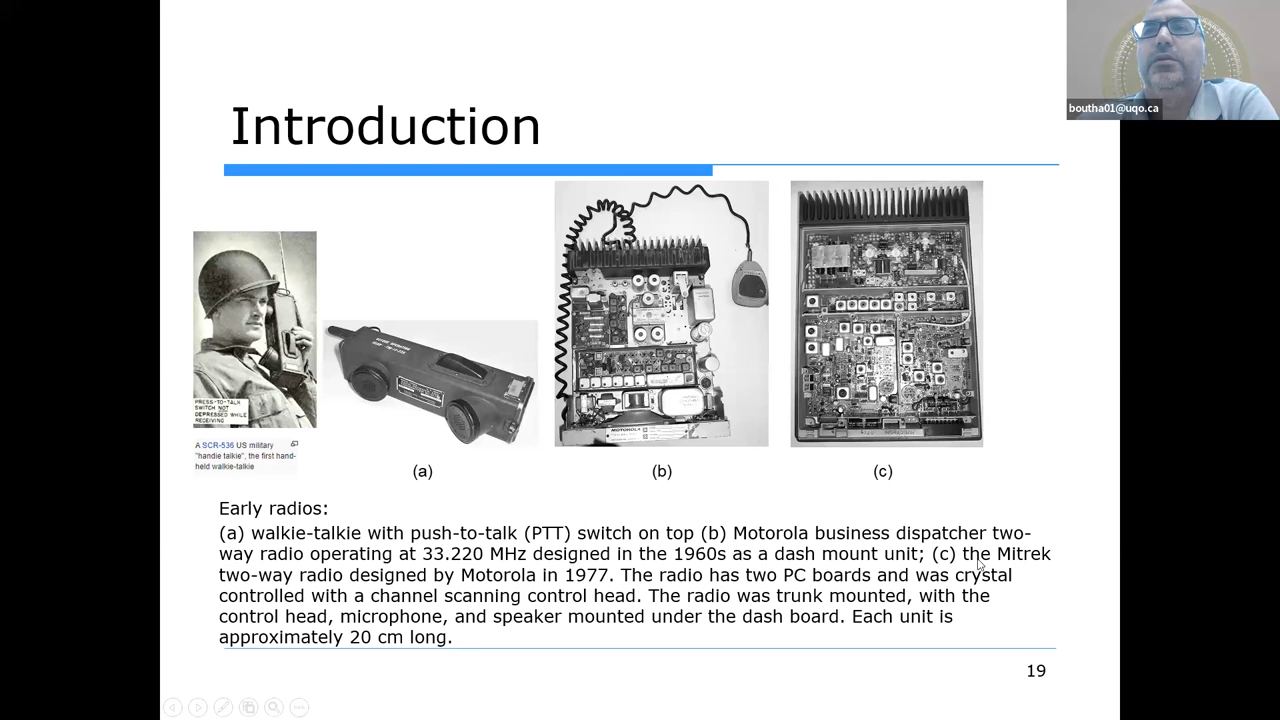 boutha01@uqo.ca
Introduction
PRESS-TO-TALK
SWITCH NOT
DEPRESSED WHILE
RECEIVING
A SCR-536 US military
"handie talkie", the first hand-
held walkie-talkie
MOTOROLA
(a)
(b)
(c)
Early radios:
(a) walkie-talkie with push-to-talk (PTT) switch on top (b) Motorola business dispatcher two-
way radio operating at 33.220 MHz designed in the 1960s as a dash mount unit; (c) the Mitrek
two-way radio designed by Motorola in 1977. The radio has two PC boards and was crystal
controlled with a channel scanning control head. The radio was trunk mounted, with the
control head, microphone, and speaker mounted under the dash board. Each unit is
approximately 20 cm long.
19